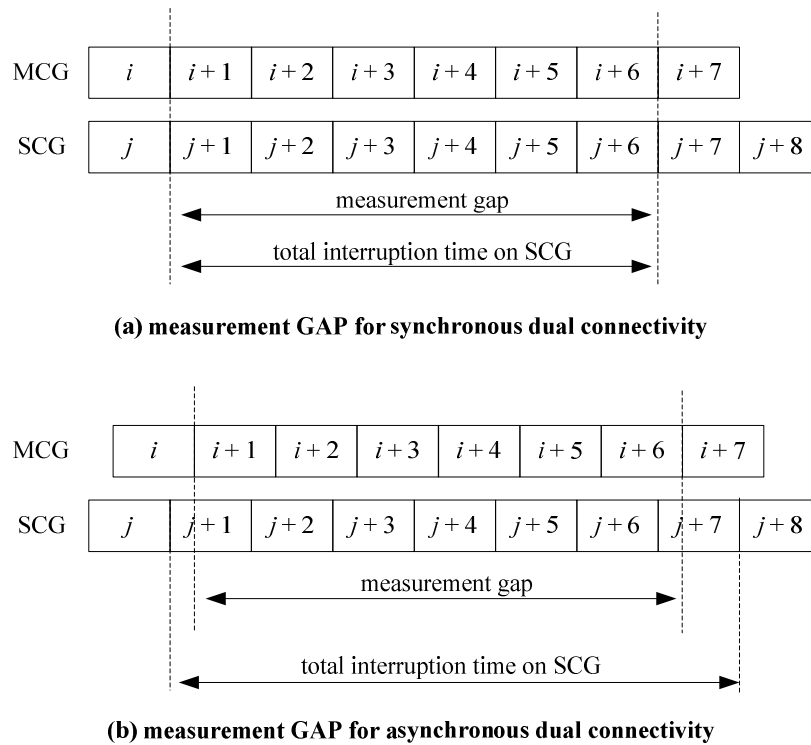 MCG i i + 1 i + 2 i + 3 i + 4 i + 5 i + 6 i + 7
SCG j j + 1 j + 2 j + 3 j + 4 j + 5 j + 6 j + 7 j + 8
measurement gap
total interruption time on SCG
(a) measurement GAP for synchronous dual connectivity
MCG i i + 1 i + 2 i + 3 i + 4 i + 5 i + 6 i + 7
SCG j j + 1 j + 2 j + 3 j + 4 j + 5 j + 6 j + 7 j + 8
measurement gap
total interruption time on SCG
(b) measurement GAP for asynchronous dual connectivity